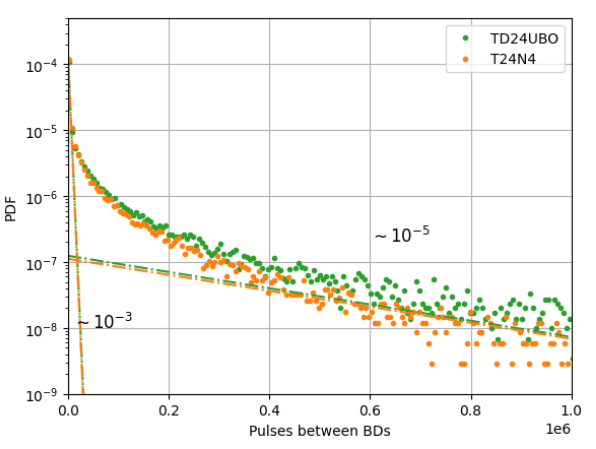 TD24UBO
T24N4
10⁻⁴
10⁻⁵
10⁻⁶
10⁻⁷
10⁻⁸
10⁻⁹
PDF
~ 10⁻⁵
~ 10⁻³
0.0 0.2 0.4 0.6 0.8 1.0
Pulses between BDs
1e6